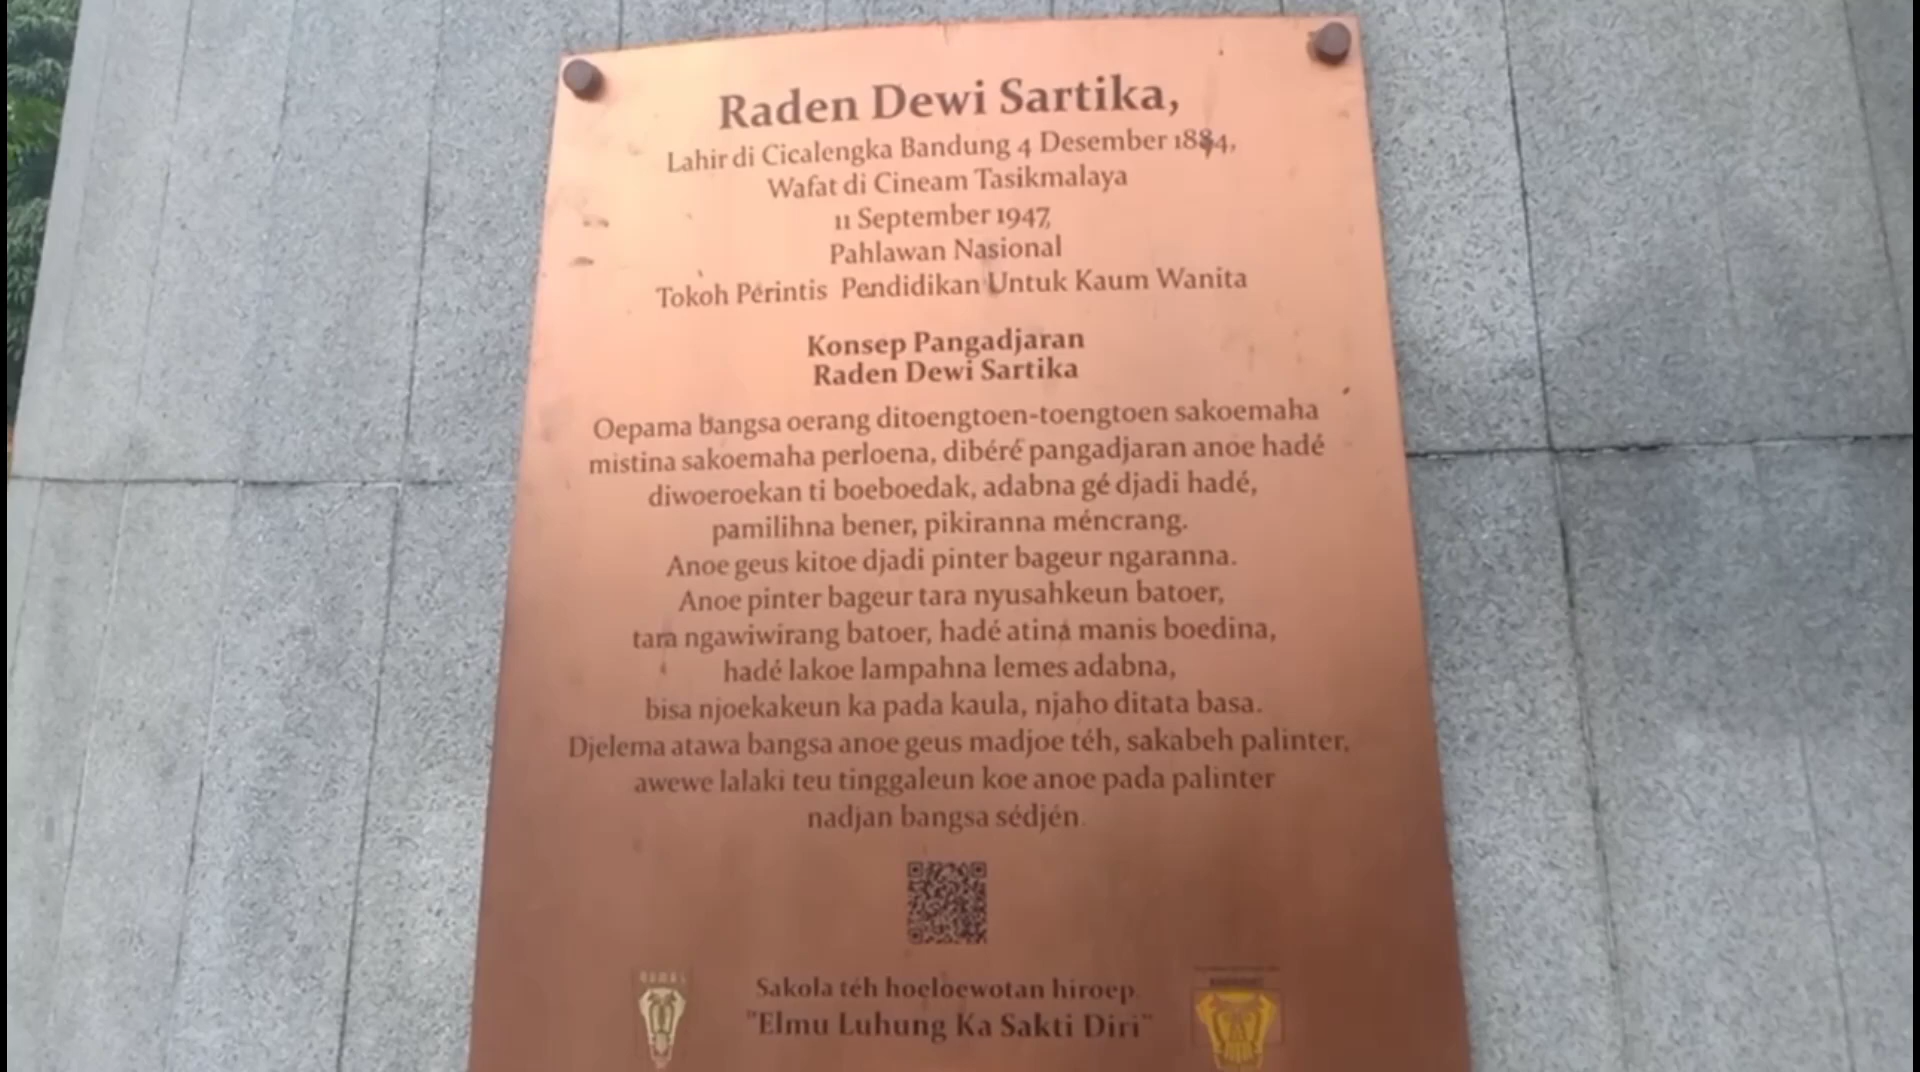 Raden Dewi Sartika,
Lahir di Cicalengka Bandung 4 Desember 1884,
Wafat di Cineam Tasikmalaya
11 September 1947,
Pahlawan Nasional
Tokoh Perintis Pendidikan Untuk Kaum Wanita
Konsep Pangadjaran
Raden Dewi Sartika
Oepama bangsa oerang ditoengtoen-toengtoen sakoemaha
mistina sakoemaha perloena, dibéré pangadjaran anoe hadé
diwoeroekan ti boeboedak, adabna gé djadi hadé,
pamilihna bener, pikiranna méncrang.
Anoe geus kitoe djadi pinter bageur ngaranna.
Anoe pinter bageur tara nyusahkeun batoer,
tara ngawiwirang batoer, hadé atina manis boedina,
hadé lakoe lampahna lemes adabna,
bisa njoekakeun ka pada kaula, njaho ditata basa.
Djelema atawa bangsa anoe geus madjoe téh, sakabeh palinter,
awewe lalaki teu tinggaleun koe anoe pada palinter
nadjan bangsa sédjén.
Sakola téh hoeloewotan hiroep.
"Elmu Luhung Ka Sakti Diri"